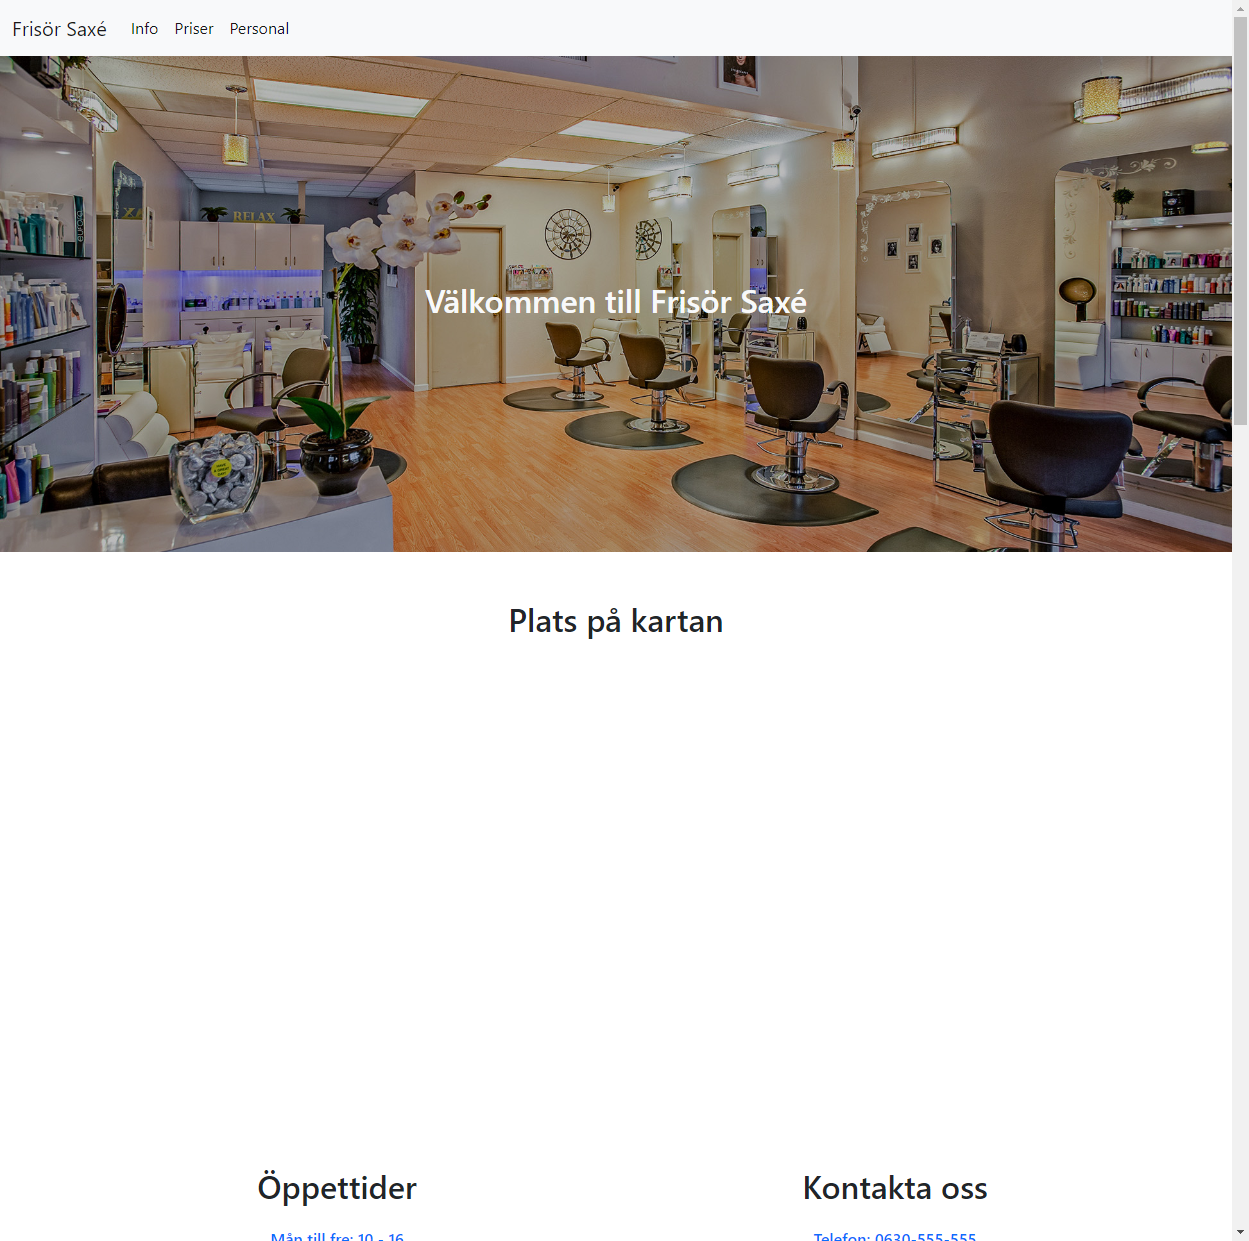 Frisör Saxé Info Priser Personal
RELAX
Välkommen till Frisör Saxé
Plats på kartan
Öppettider Kontakta oss
Mån till fre: 10 - 16 Telefon: 0630-555-555